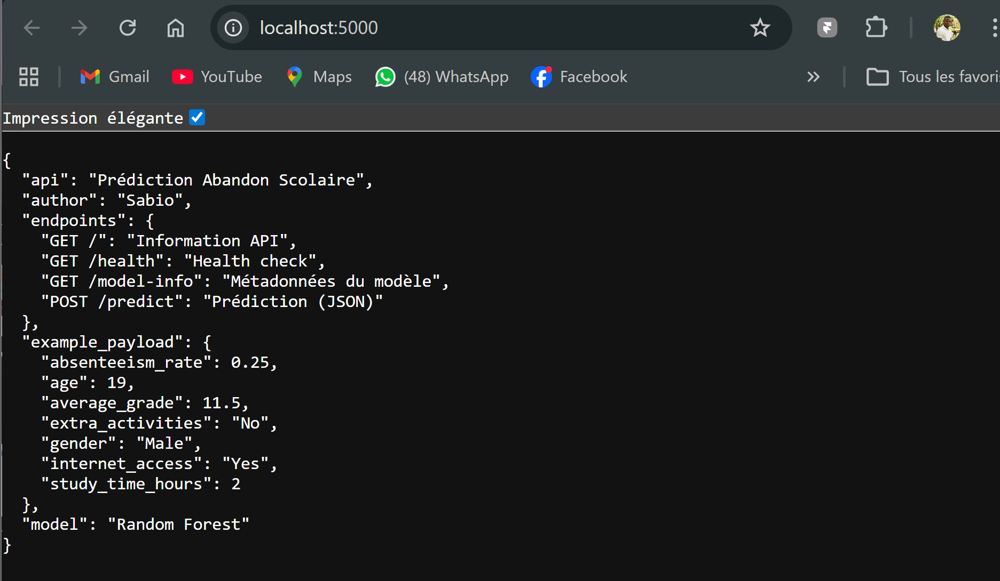 localhost:5000
Gmail YouTube Maps (48) WhatsApp Facebook Tous les favoris
Impression élégante
{
  "api": "Prédiction Abandon Scolaire",
  "author": "Sabio",
  "endpoints": {
    "GET /": "Information API",
    "GET /health": "Health check",
    "GET /model-info": "Métadonnées du modèle",
    "POST /predict": "Prédiction (JSON)"
  },
  "example_payload": {
    "absenteeism_rate": 0.25,
    "age": 19,
    "average_grade": 11.5,
    "extra_activities": "No",
    "gender": "Male",
    "internet_access": "Yes",
    "study_time_hours": 2
  },
  "model": "Random Forest"
}